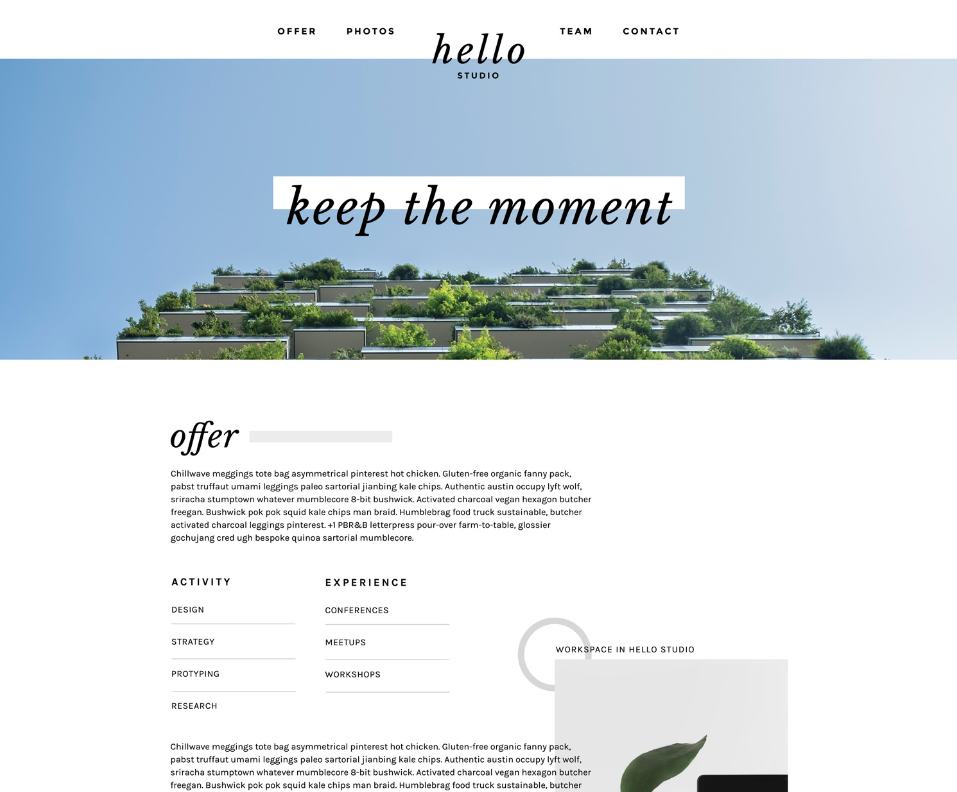 OFFER PHOTOS TEAM CONTACT
hello
STUDIO
keep the moment
offer
Chillwave meggings tote bag asymmetrical pinterest hot chicken. Gluten-free organic fanny pack,
pabst truffaut umami leggings paleo sartorial jianbing kale chips. Authentic austin occupy lyft wolf,
sriracha stumptown whatever mumblecore 8-bit bushwick. Activated charcoal vegan hexagon butcher
freegan. Bushwick pok pok squid kale chips man braid. Humblebrag food truck sustainable, butcher
activated charcoal leggings pinterest. +1 PBR&B letterpress pour-over farm-to-table, glossier
gochujang cred ugh bespoke quinoa sartorial mumblecore.
ACTIVITY
DESIGN
STRATEGY
PROTYPING
RESEARCH
EXPERIENCE
CONFERENCES
MEETUPS
WORKSHOPS
WORKSPACE IN HELLO STUDIO
Chillwave meggings tote bag asymmetrical pinterest hot chicken. Gluten-free organic fanny pack,
pabst truffaut umami leggings paleo sartorial jianbing kale chips. Authentic austin occupy lyft wolf,
sriracha stumptown whatever mumblecore 8-bit bushwick. Activated charcoal vegan hexagon butcher
freegan. Bushwick pok pok squid kale chips man braid. Humblebrag food truck sustainable, butcher